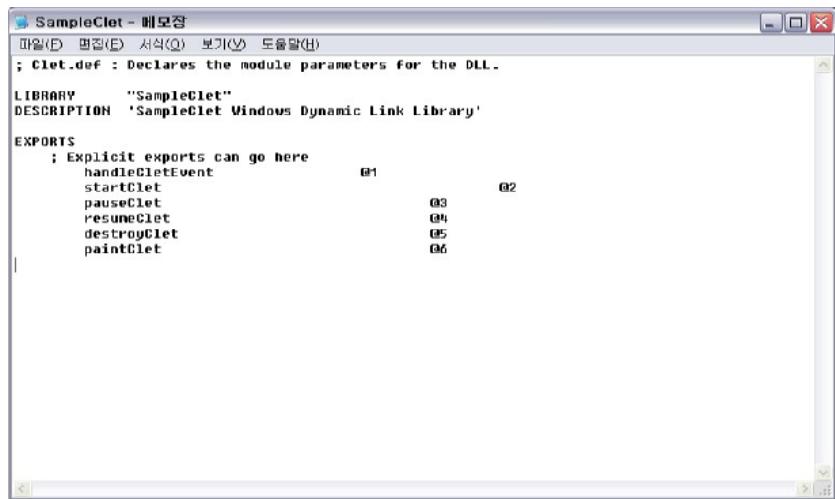 SampleClet - 메모장
파일(F) 편집(E) 서식(O) 보기(V) 도움말(H)
; Clet.def : Declares the module parameters for the DLL.
LIBRARY "SampleClet"
DESCRIPTION 'SampleClet Windows Dynamic Link Library'
EXPORTS
; Explicit exports can go here
handleCletEvent @1
startClet @2
pauseClet @3
resumeClet @4
destroyClet @5
paintClet @6